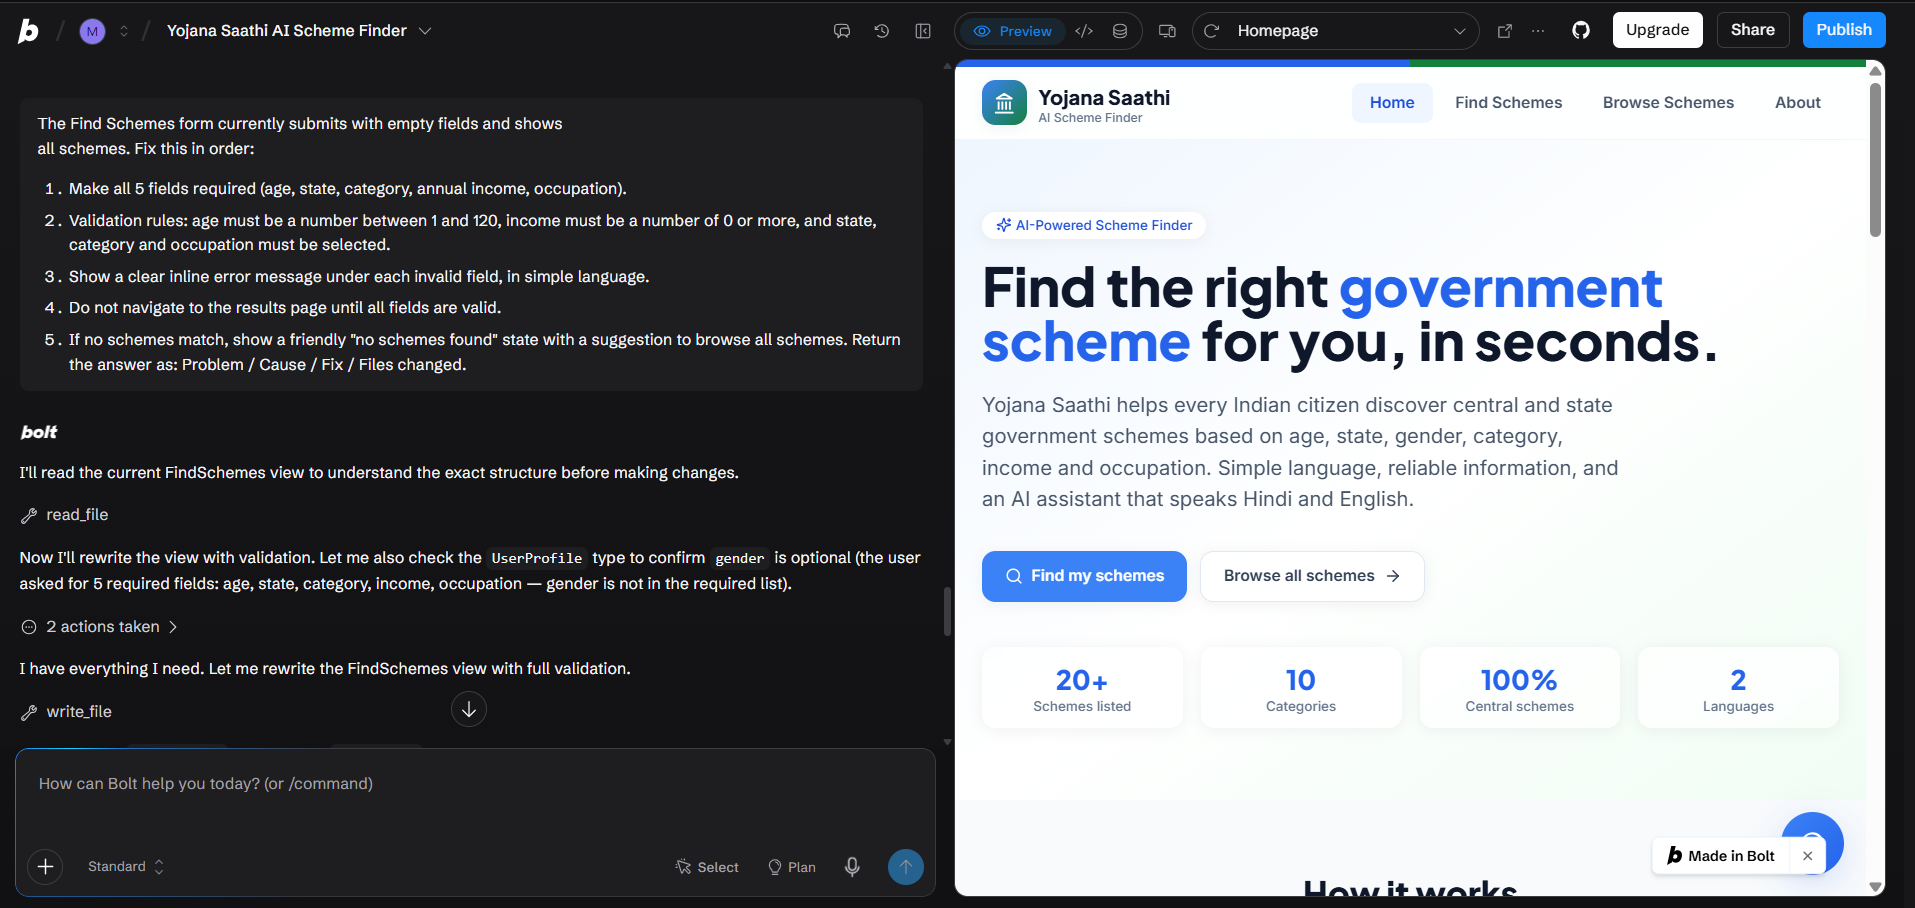 b
M
Yojana Saathi AI Scheme Finder
Preview
Homepage
Upgrade
Share
Publish
The Find Schemes form currently submits with empty fields and shows
all schemes. Fix this in order:
1. Make all 5 fields required (age, state, category, annual income, occupation).
2. Validation rules: age must be a number between 1 and 120, income must be a number of 0 or more, and state,
category and occupation must be selected.
3. Show a clear inline error message under each invalid field, in simple language.
4. Do not navigate to the results page until all fields are valid.
5. If no schemes match, show a friendly "no schemes found" state with a suggestion to browse all schemes. Return
the answer as: Problem / Cause / Fix / Files changed.
bolt
I'll read the current FindSchemes view to understand the exact structure before making changes.
read_file
Now I'll rewrite the view with validation. Let me also check the UserProfile type to confirm gender is optional (the user
asked for 5 required fields: age, state, category, income, occupation — gender is not in the required list).
2 actions taken
I have everything I need. Let me rewrite the FindSchemes view with full validation.
write_file
How can Bolt help you today? (or /command)
Standard
Select
Plan
Yojana Saathi
AI Scheme Finder
Home
Find Schemes
Browse Schemes
About
AI-Powered Scheme Finder
Find the right government
scheme for you, in seconds.
Yojana Saathi helps every Indian citizen discover central and state
government schemes based on age, state, gender, category,
income and occupation. Simple language, reliable information, and
an AI assistant that speaks Hindi and English.
Find my schemes
Browse all schemes
20+
Schemes listed
10
Categories
100%
Central schemes
2
Languages
b Made in Bolt
How it works